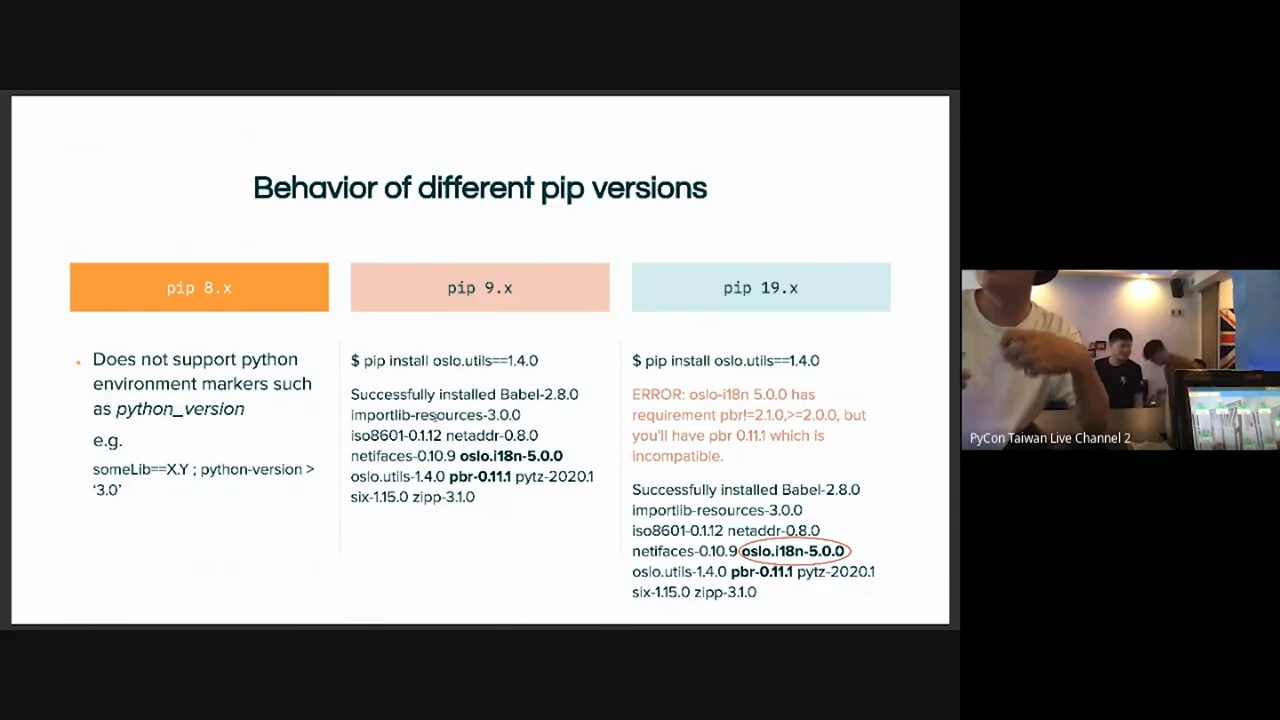 Behavior of different pip versions
pip 8.x
pip 9.x
pip 19.x
• Does not support python
environment markers such
as python_version
e.g.
someLib==X.Y ; python-version >
‘3.0’
$ pip install oslo.utils==1.4.0
Successfully installed Babel-2.8.0
importlib-resources-3.0.0
iso8601-0.1.12 netaddr-0.8.0
netifaces-0.10.9 oslo.i18n-5.0.0
oslo.utils-1.4.0 pbr-0.11.1 pytz-2020.1
six-1.15.0 zipp-3.1.0
$ pip install oslo.utils==1.4.0
ERROR: oslo-i18n 5.0.0 has
requirement pbr!=2.1.0,>=2.0.0, but
you'll have pbr 0.11.1 which is
incompatible.
Successfully installed Babel-2.8.0
importlib-resources-3.0.0
iso8601-0.1.12 netaddr-0.8.0
netifaces-0.10.9 oslo.i18n-5.0.0
oslo.utils-1.4.0 pbr-0.11.1 pytz-2020.1
six-1.15.0 zipp-3.1.0
PyCon Taiwan Live Channel 2